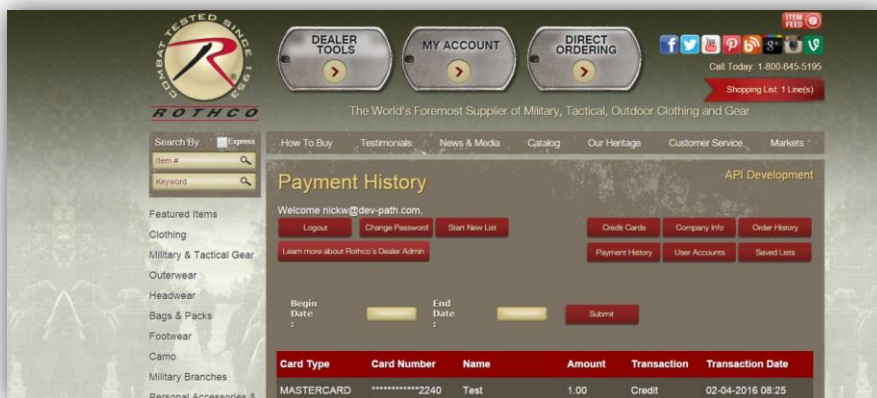 COMBAT TESTED SINCE 1953
ROTHCO
DEALER TOOLS
MY ACCOUNT
DIRECT ORDERING
ITEM FEED
Call Today: 1-800-645-5195
Shopping List: 1 Line(s)
The World's Foremost Supplier of Military, Tactical, Outdoor Clothing and Gear
Search By: Express
Item #
Keyword
How To Buy Testimonials News & Media Catalog Our Heritage Customer Service Markets
Featured Items
Clothing
Military & Tactical Gear
Outerwear
Headwear
Bags & Packs
Footwear
Camo
Military Branches
Personal Accessories &
Payment History
API Development
Welcome nickw@dev-path.com,
Logout Change Password Start New List Credit Cards Company Info Order History
Learn more about Rothco's Dealer Admin Payment History User Accounts Saved Lists
Begin Date :
End Date :
Submit
Card Type Card Number Name Amount Transaction Transaction Date
MASTERCARD ************2240 Test 1.00 Credit 02-04-2016 08:25